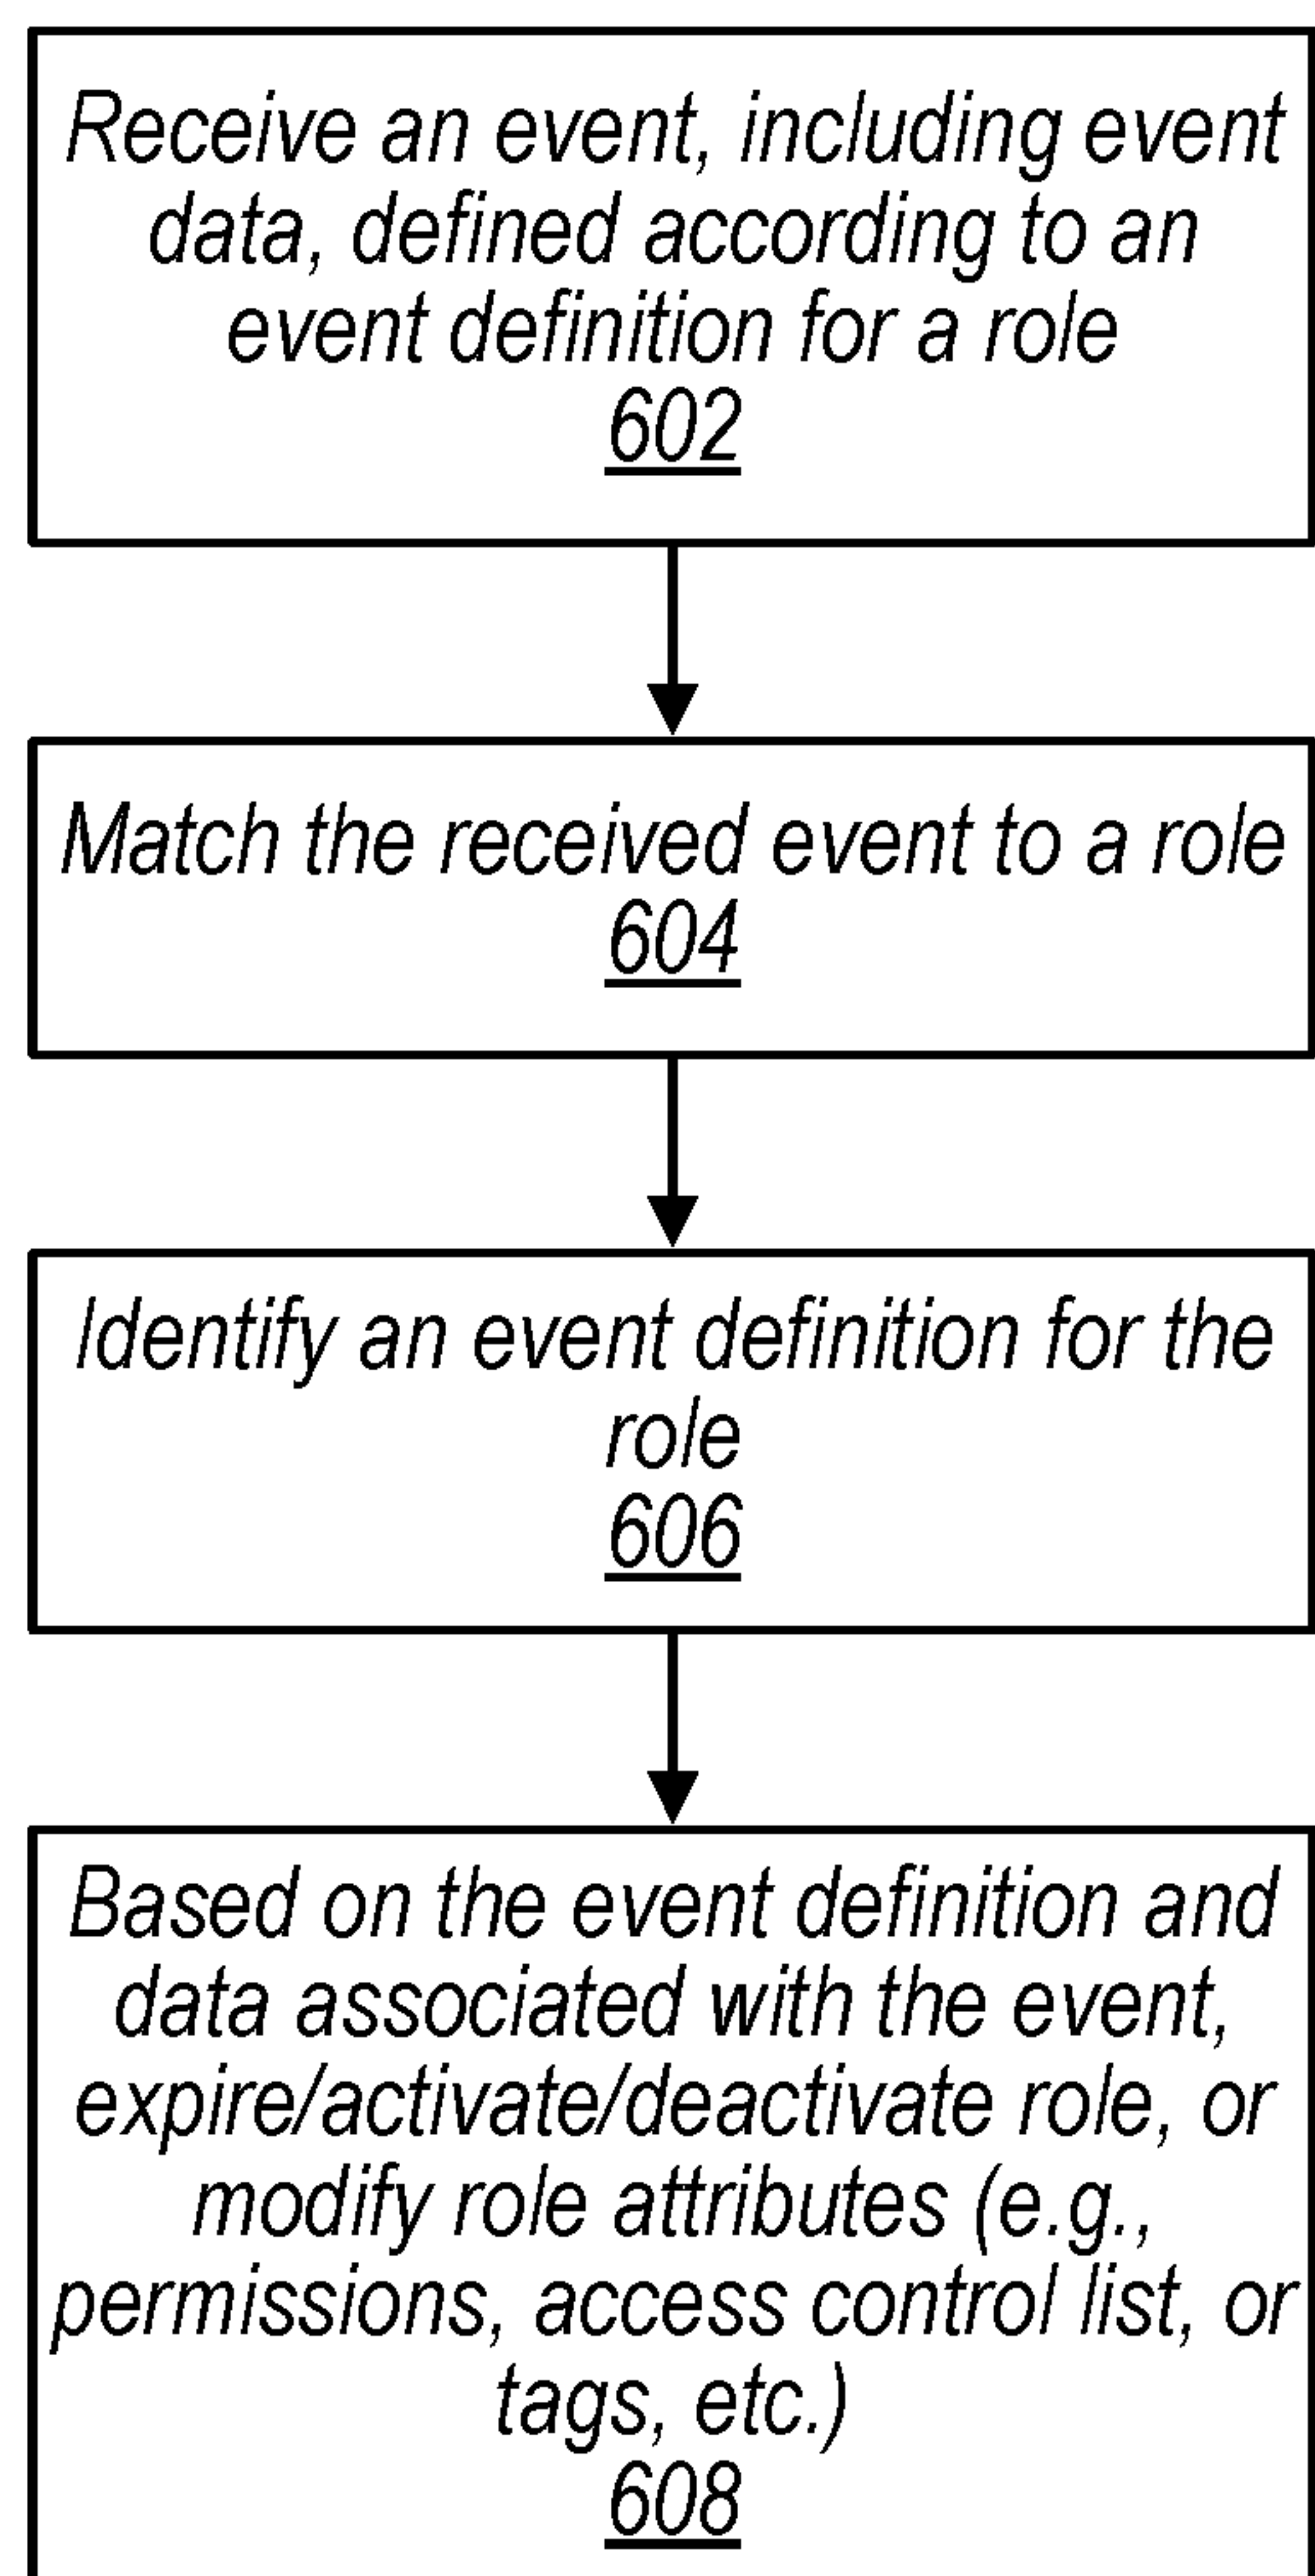 Receive an event, including event
data, defined according to an
event definition for a role
602
Match the received event to a role
604
Identify an event definition for the
role
606
Based on the event definition and
data associated with the event,
expire/activate/deactivate role, or
modify role attributes (e.g.,
permissions, access control list, or
tags, etc.)
608